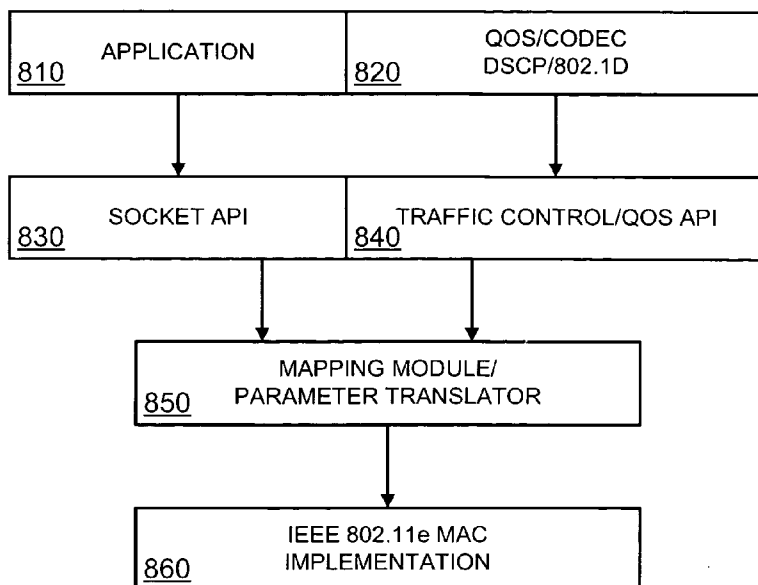 APPLICATION
810
QOS/CODEC
DSCP/802.1D
820
SOCKET API
830
TRAFFIC CONTROL/QOS API
840
MAPPING MODULE/
PARAMETER TRANSLATOR
850
IEEE 802.11e MAC
IMPLEMENTATION
860